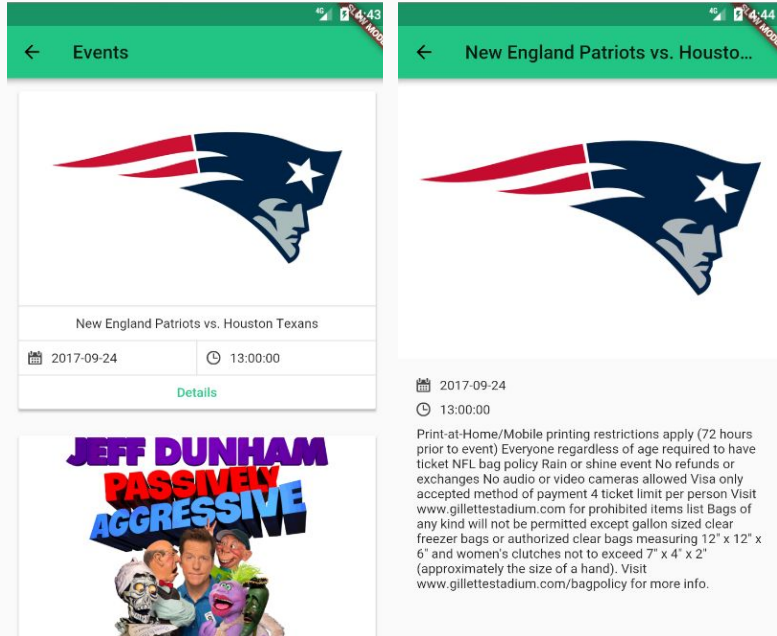 4G
4:43
SLOW MODE
Events
New England Patriots vs. Houston Texans
2017-09-24
13:00:00
Details
JEFF DUNHAM
PASSIVELY
AGGRESSIVE
4G
4:44
SLOW MODE
New England Patriots vs. Housto...
2017-09-24
13:00:00
Print-at-Home/Mobile printing restrictions apply (72 hours
prior to event) Everyone regardless of age required to have
ticket NFL bag policy Rain or shine event No refunds or
exchanges No audio or video cameras allowed Visa only
accepted method of payment 4 ticket limit per person Visit
www.gillettestadium.com for prohibited items list Bags of
any kind will not be permitted except gallon sized clear
freezer bags or authorized clear bags measuring 12" x 12" x
6" and women's clutches not to exceed 7" x 4" x 2"
(approximately the size of a hand). Visit
www.gillettestadium.com/bagpolicy for more info.